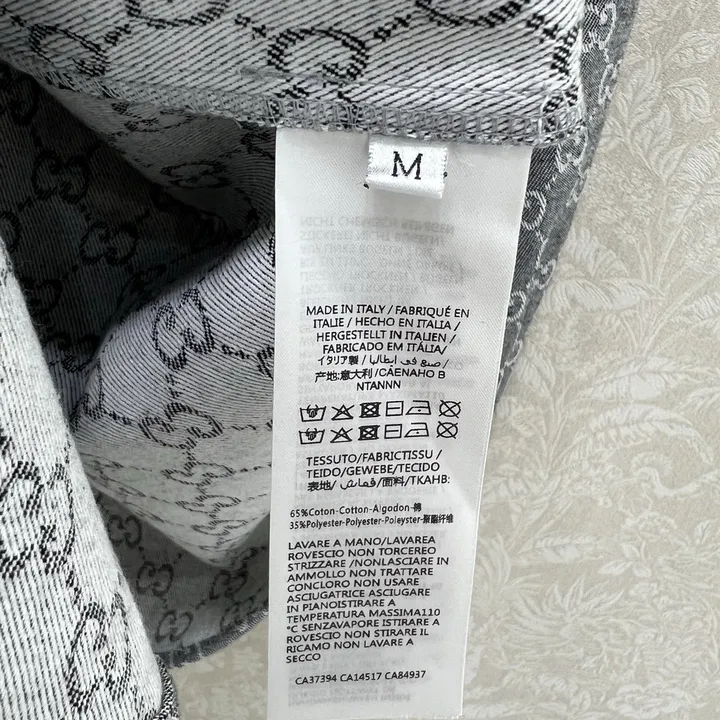 M
MADE IN ITALY / FABRIQUÉ EN
ITALIE / HECHO EN ITALIA /
HERGESTELLT IN ITALIEN /
FABRICADO EM ITÁLIA/
イタリア製 / صنع في ايطاليا /
产地:意大利 /CAENAHO B
NTANNN
TESSUTO/FABRICTISSU /
TEIDO/GEWEBE/TECIDO
表地/ قماش /面料/TKAHB:
65%Coton-Cotton-Algodon-棉
35%Polyester-Polyester-Poleyster-聚酯纤维
LAVARE A MANO/LAVAREA
ROVESCIO NON TORCEREO
STRIZZARE /NONLASCIARE IN
AMMOLLO NON TRATTARE
CONCLORO NON USARE
ASCIUGATRICE ASCIUGARE
IN PIANOISTIRARE A
TEMPERATURA MASSIMA110
°C SENZAVAPORE ISTIRARE A
ROVESCIO NON STIRARE IL
RICAMO NON LAVARE A
SECCO
CA37394 CA14517 CA84937